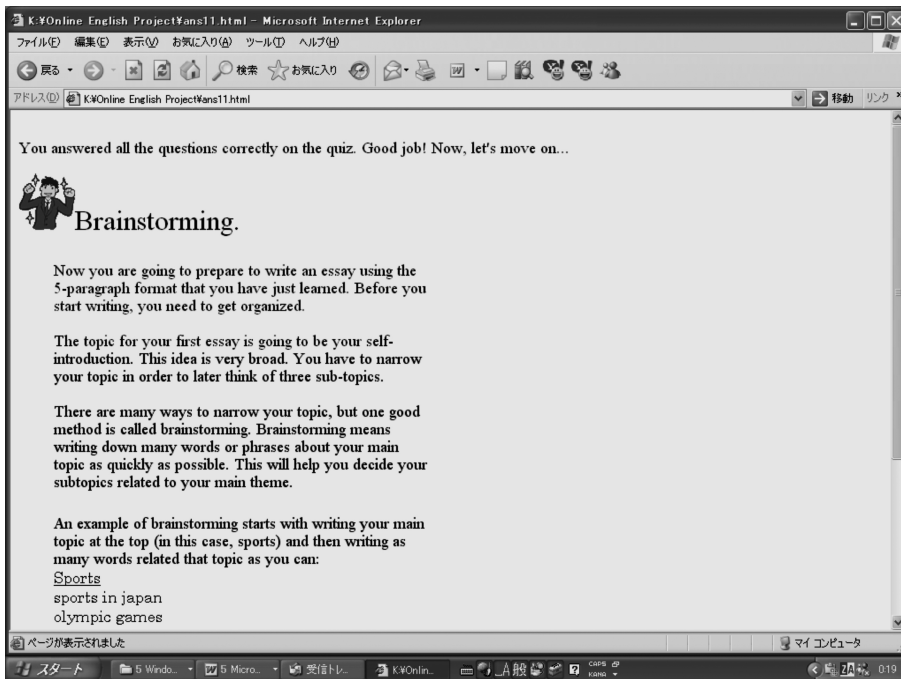 K:¥Online English Project¥ans11.html - Microsoft Internet Explorer
ファイル(F) 編集(E) 表示(V) お気に入り(A) ツール(T) ヘルプ(H)
戻る 検索 お気に入り
アドレス(D) K:¥Online English Project¥ans11.html 移動 リンク
You answered all the questions correctly on the quiz. Good job! Now, let's move on...
Brainstorming.
Now you are going to prepare to write an essay using the
5-paragraph format that you have just learned. Before you
start writing, you need to get organized.
The topic for your first essay is going to be your self-
introduction. This idea is very broad. You have to narrow
your topic in order to later think of three sub-topics.
There are many ways to narrow your topic, but one good
method is called brainstorming. Brainstorming means
writing down many words or phrases about your main
topic as quickly as possible. This will help you decide your
subtopics related to your main theme.
An example of brainstorming starts with writing your main
topic at the top (in this case, sports) and then writing as
many words related that topic as you can:
Sports
sports in japan
olympic games
ページが表示されました マイ コンピュータ
スタート 5 Windo... 5 Micro... 受信トレ... K:¥Onlin... A 般 CAPS KANA 0:19